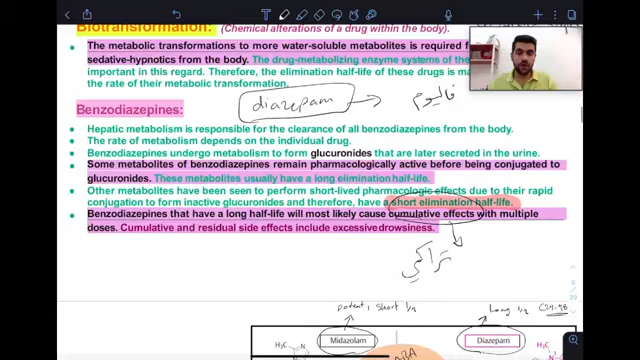 Biotransformation: (Chemical alterations of a drug within the body)
The metabolic transformations to more water-soluble metabolites is required f
sedative-hypnotics from the body. The drug-metabolizing enzyme systems of the
important in this regard. Therefore, the elimination half-life of these drugs is ma
the rate of their metabolic transformation.
diazepam → فاليوم
Benzodiazepines:
• Hepatic metabolism is responsible for the clearance of all benzodiazepines from the body.
• The rate of metabolism depends on the individual drug.
• Benzodiazepines undergo metabolism to form glucuronids that are later secreted in the urine.
• Some metabolites of benzodiazepines remain pharmacologically active before being conjugated to
glucuronides. These metabolites usually have a long elimination half-life.
• Other metabolites have been seen to perform short-lived pharmacologic effects due to their rapid
conjugation to form inactive glucuronids and therefore, have a short elimination half-life.
• Benzodiazepines that have a long half-life will most likely cause cumulative effects with multiple
doses. Cumulative and residual side effects include excessive drowsiness.
تراكمي
potent, short 1/2
Long 1/2 (24-48
Midazolam
Diazepam
H₃C
H₃C
N